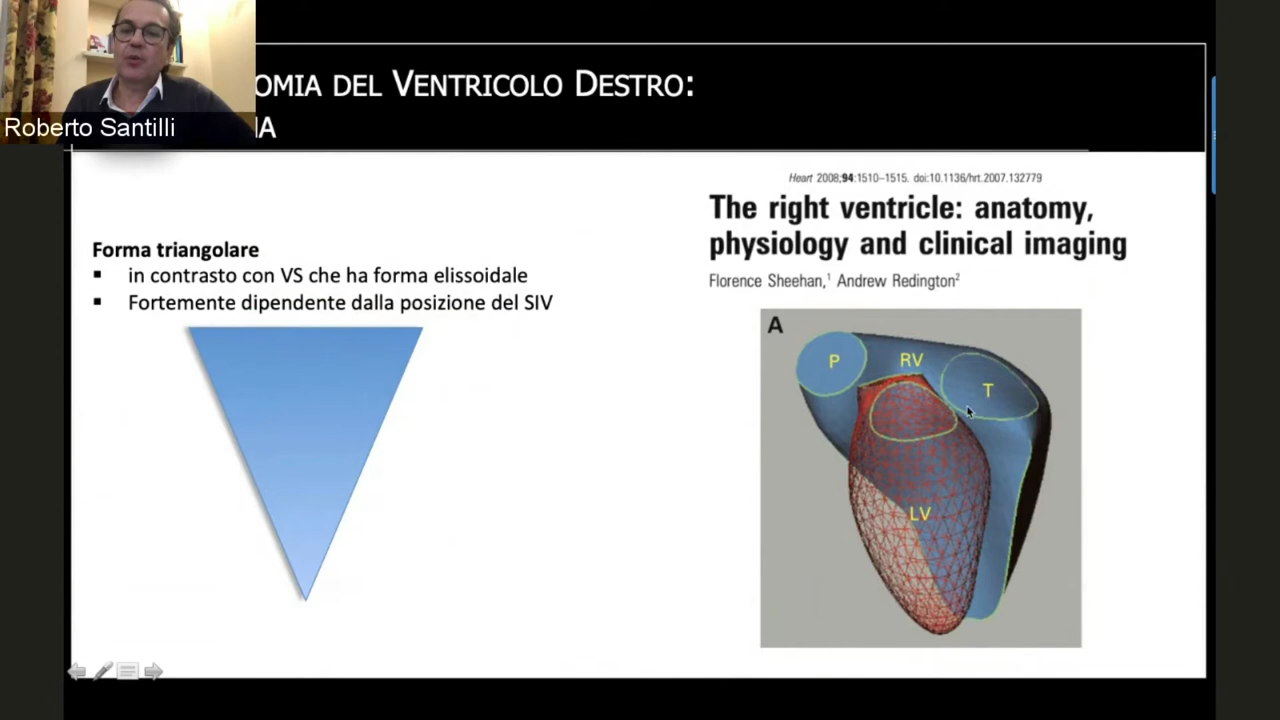 OMIA DEL VENTRICOLO DESTRO:
IA
Roberto Santilli
Forma triangolare
▪ in contrasto con VS che ha forma elissoidale
▪ Fortemente dipendente dalla posizione del SIV
Heart 2008;94:1510–1515. doi:10.1136/hrt.2007.132779
The right ventricle: anatomy,
physiology and clinical imaging
Florence Sheehan,1 Andrew Redington2
A
P
RV
T
LV